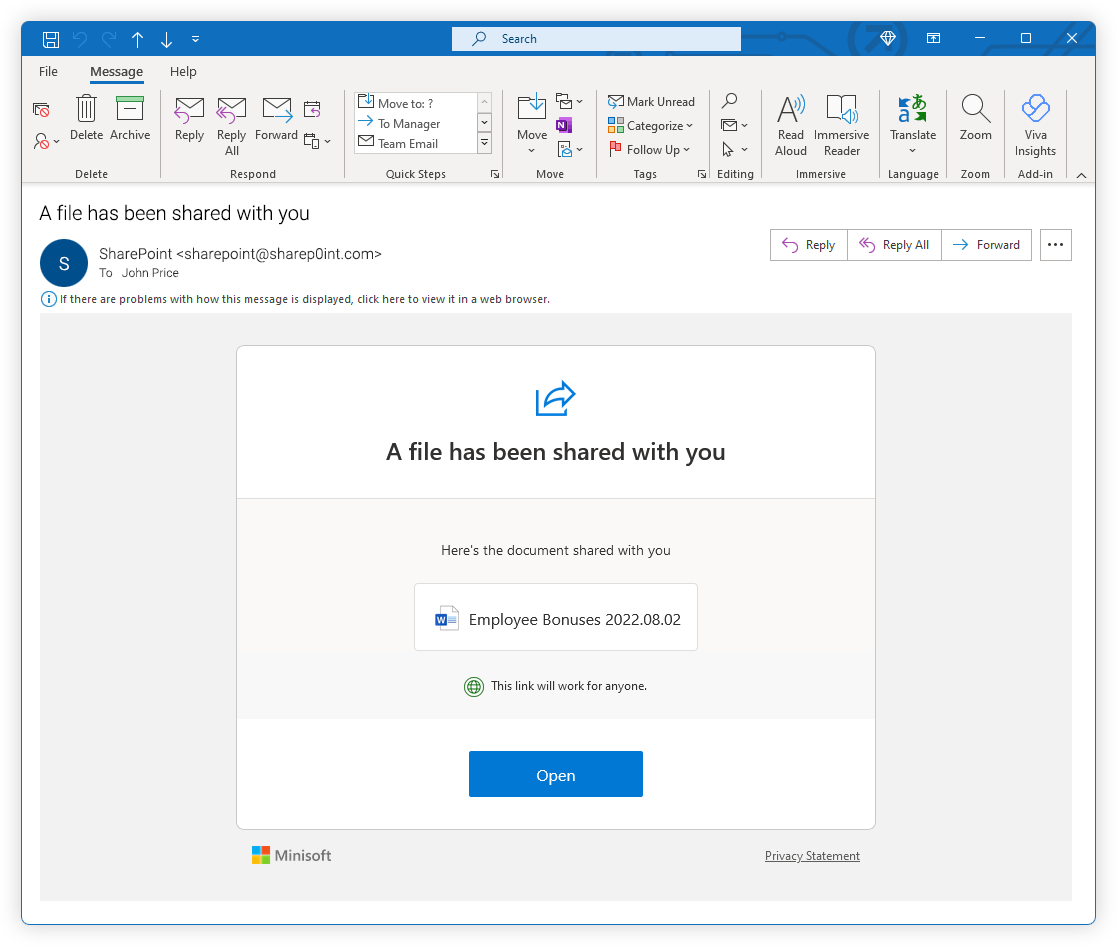 Search
File Message Help
Delete Archive
Reply Reply All Forward
Move to: ?
To Manager
Team Email
Move
Mark Unread
Categorize
Follow Up
Read Aloud Immersive Reader
Translate
Zoom
Viva Insights
Delete Respond Quick Steps Move Tags Editing Immersive Language Zoom Add-in
A file has been shared with you
S
SharePoint <sharepoint@sharep0int.com>
To John Price
Reply Reply All Forward
If there are problems with how this message is displayed, click here to view it in a web browser.
A file has been shared with you
Here's the document shared with you
W Employee Bonuses 2022.08.02
This link will work for anyone.
Open
Minisoft Privacy Statement